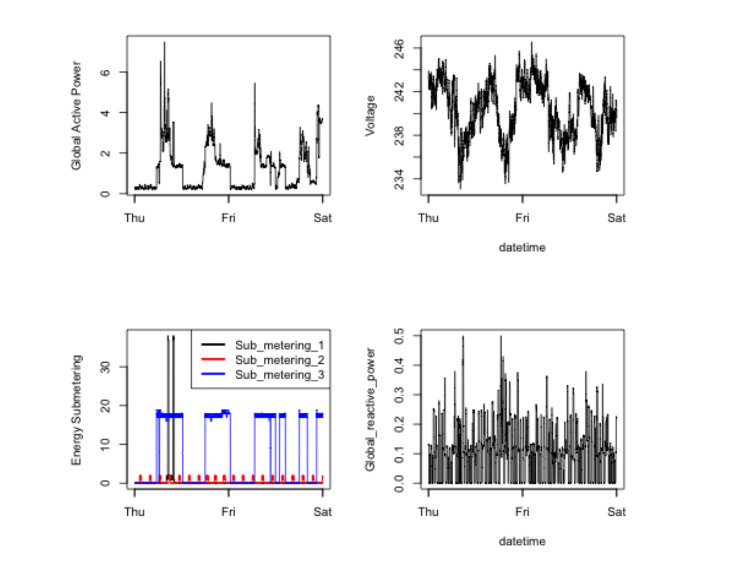 Global Active Power
6
4
2
0
Thu Fri Sat
Voltage
246
242
238
234
Thu Fri Sat
datetime
Energy Submetering
30
20
10
0
Sub_metering_1
Sub_metering_2
Sub_metering_3
Thu Fri Sat
Global_reactive_power
0.5
0.4
0.3
0.2
0.1
0.0
Thu Fri Sat
datetime